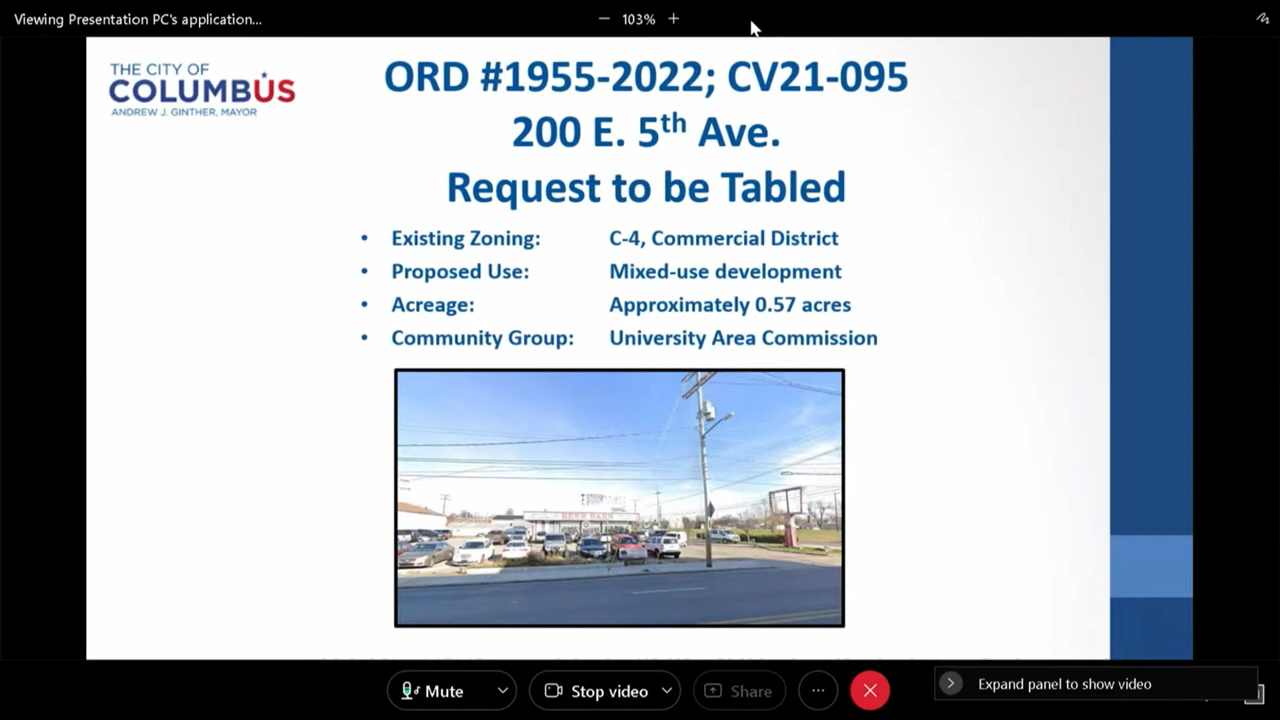 Viewing Presentation PC's application...
103%
THE CITY OF
COLUMBUS
ANDREW J. GINTHER, MAYOR
ORD #1955-2022; CV21-095
200 E. 5th Ave.
Request to be Tabled
• Existing Zoning: C-4, Commercial District
• Proposed Use: Mixed-use development
• Acreage: Approximately 0.57 acres
• Community Group: University Area Commission
BEER BARN
Mute
Stop video
Share
Expand panel to show video